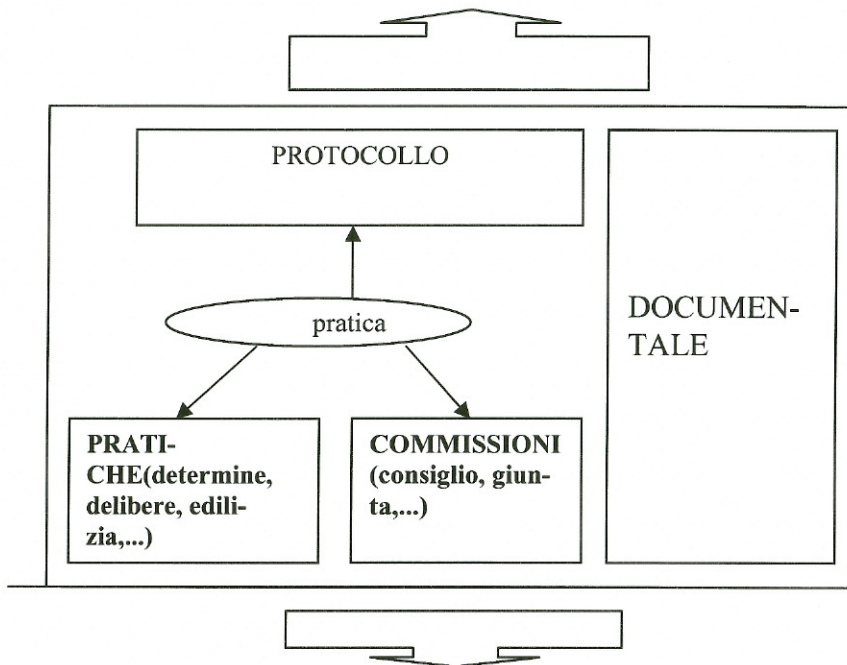 PROTOCOLLO
pratica
DOCUMEN-
TALE
PRATI-
CHE(determine,
delibere, edili-
zia,...)
COMMISSIONI
(consiglio, giun-
ta,...)